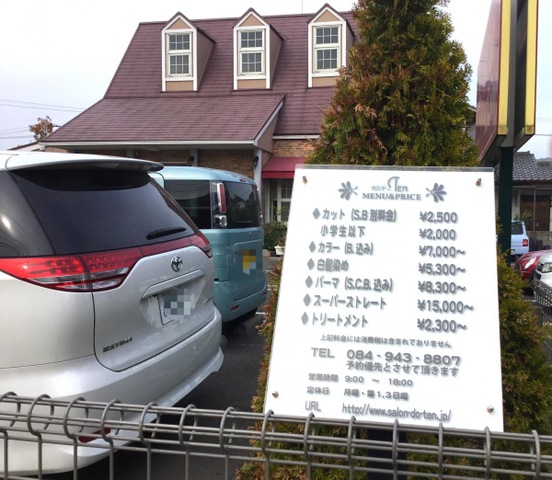 サロン・ド・TEN
MENU&PRICE
◆カット (S.B 別料金) ¥2,500
小学生以下 ¥2,000
◆カラー (B.込み) ¥7,000〜
◆白髪染め ¥5,300〜
◆パーマ (S.C.B.込み) ¥8,300〜
◆スーパーストレート ¥15,000〜
◆トリートメント ¥2,300〜
上記料金には消費税は含まれておりません
TEL 084-943-8807
予約優先とさせて頂きます
営業時間 9:00 〜 18:00
定休日 月曜・第1.3日曜
URL http://www.salondorten.jp/
ESTIMA